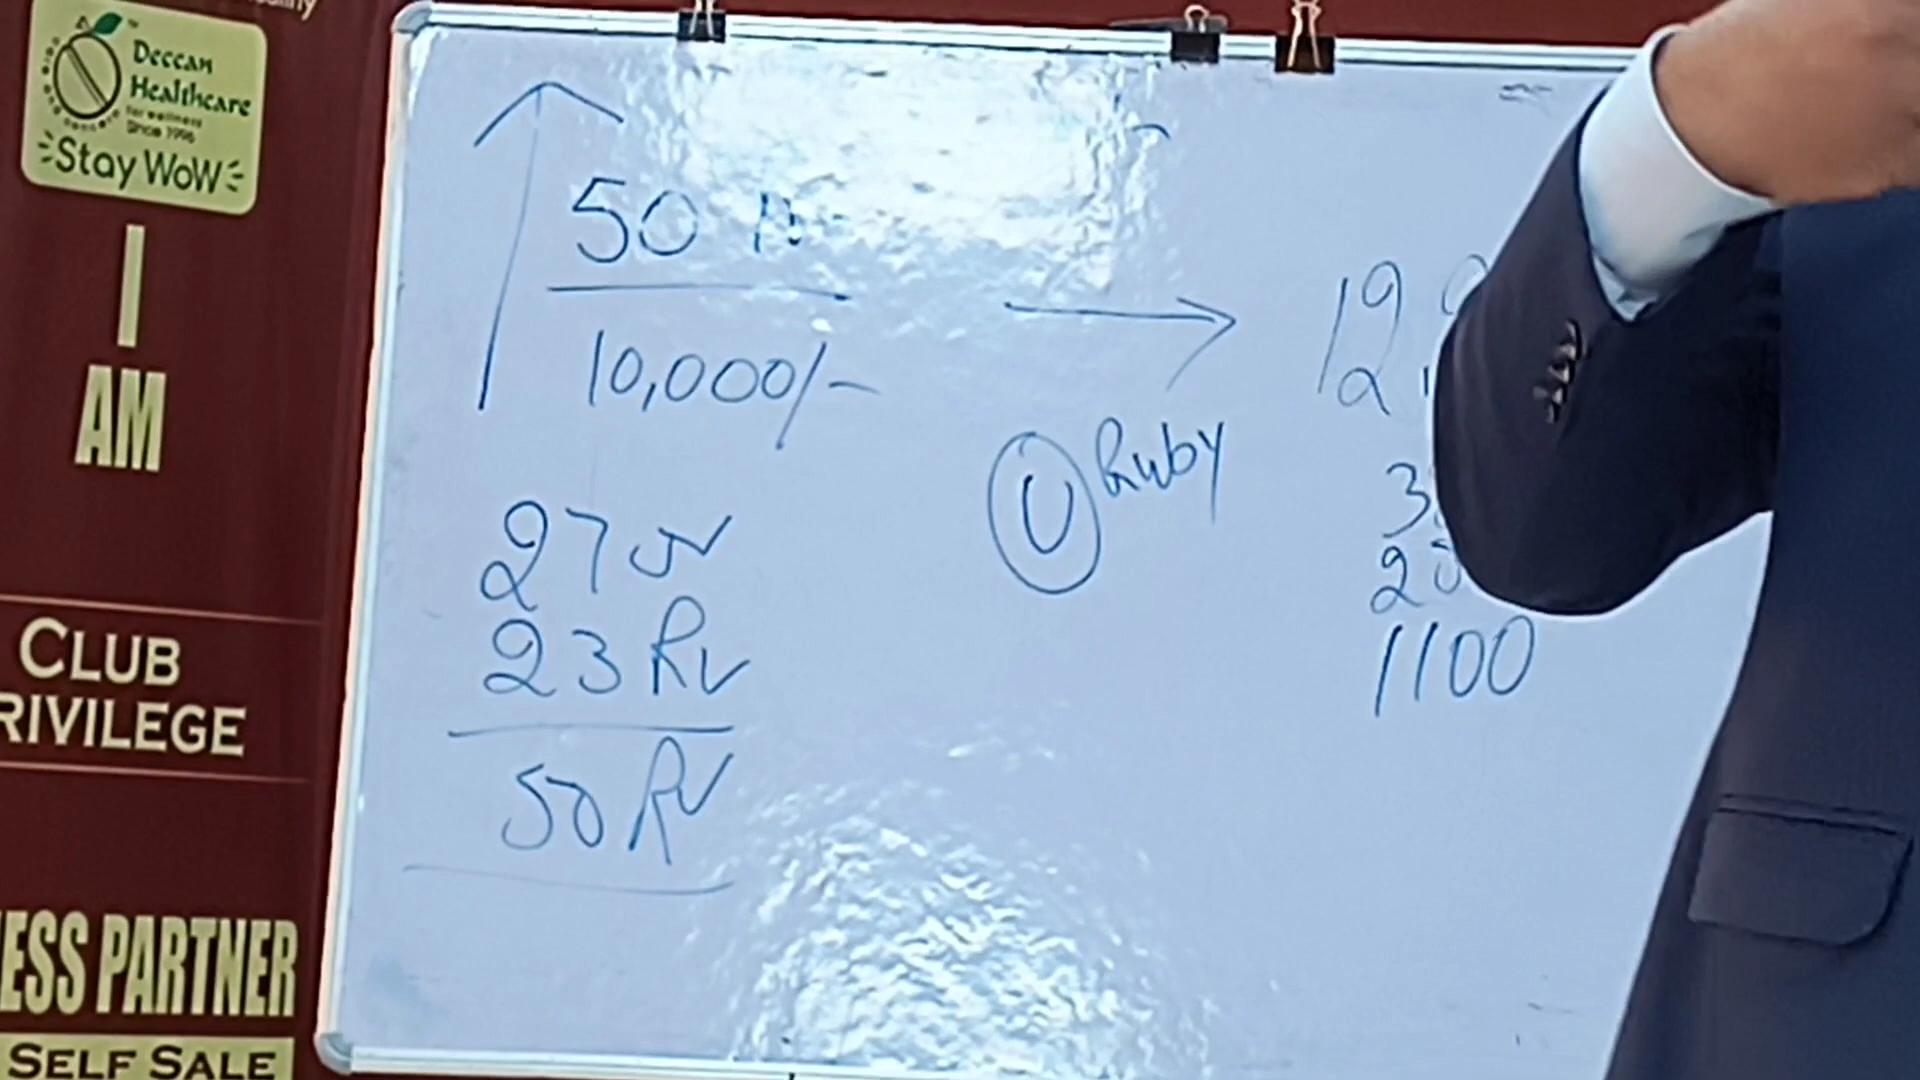 Deccan
Healthcare
for wellness
Since 1996
Stay WoW
I
AM
CLUB
RIVILEGE
ESS PARTNER
SELF SALE
50
10,000/-
27
23 RV
50 RV
U Ruby
1100